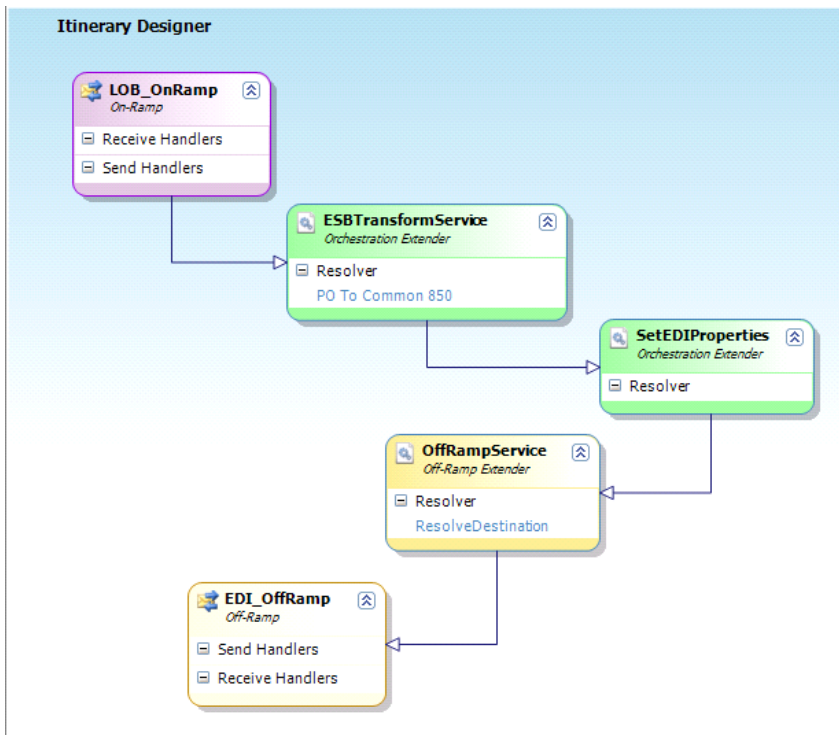 Itinerary Designer
LOB_OnRamp
On-Ramp
Receive Handlers
Send Handlers
ESBTransformService
Orchestration Extender
Resolver
PO To Common 850
SetEDIProperties
Orchestration Extender
Resolver
OffRampService
Off-Ramp Extender
Resolver
ResolveDestination
EDI_OffRamp
Off-Ramp
Send Handlers
Receive Handlers